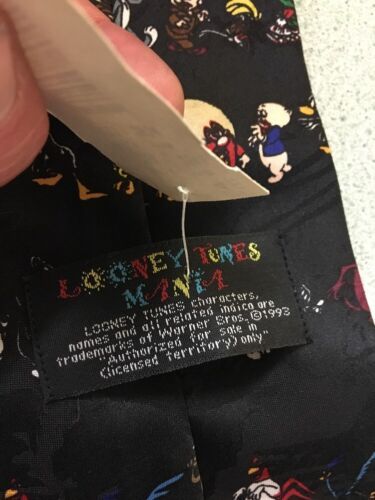 LOONEY TUNES
MANIA
LOONEY TUNES characters,
names and all related indicia are
trademarks of Warner Bros. ©1993
"Authorized for sale in
(licensed territory) only"